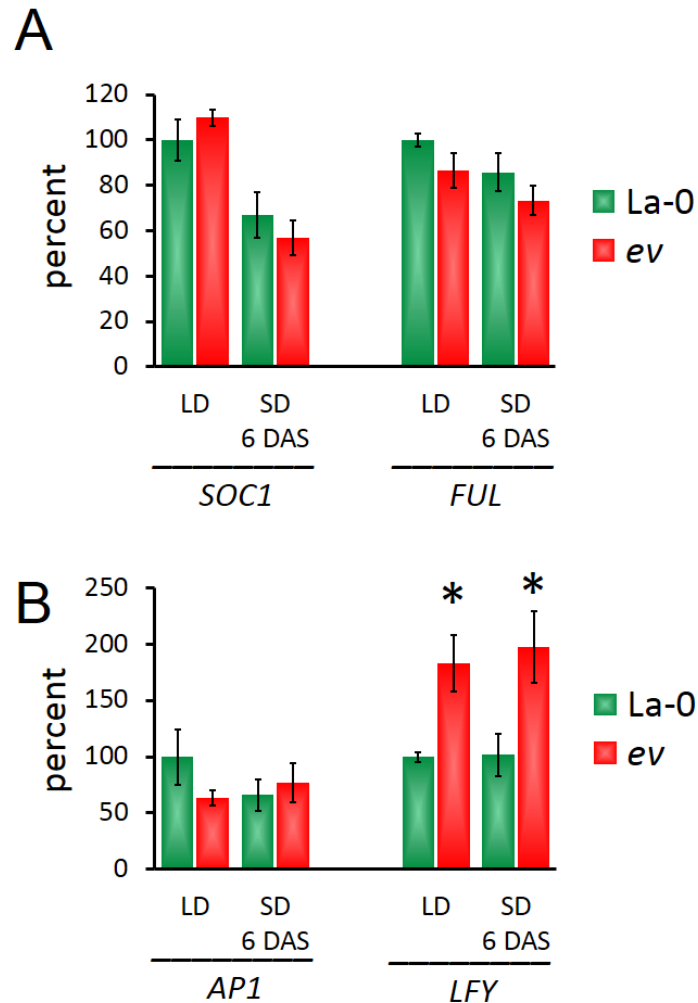 A
120
100
80
60
40
20
0
percent
LD SD LD SD
6 DAS 6 DAS
SOC1 FUL
La-0
ev
B
250
200
150
100
50
0
percent
* *
LD SD LD SD
6 DAS 6 DAS
AP1 LFY
La-0
ev